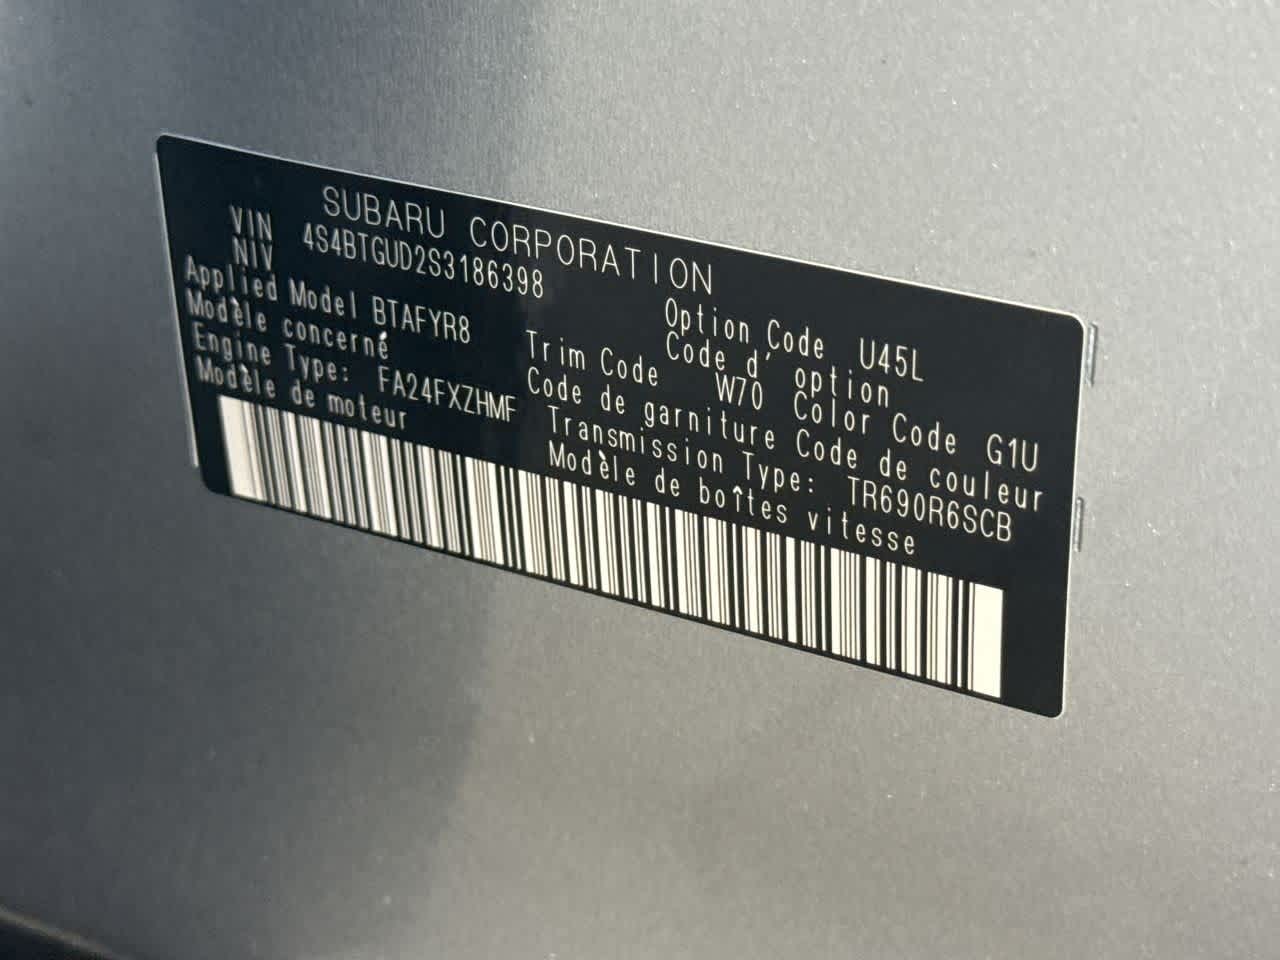 SUBARU CORPORATION
VIN 4S4BTGUD2S3186398
NIV
Option Code U45L
Code d' option
Applied Model BTAFYR8
Modèle concerné
Trim Code W70 Color Code G1U
Code de garniture Code de couleur
Engine Type: FA24FXZHMF
Modèle de moteur
Transmission Type: TR690R6SCB
Modèle de boîtes vitesse